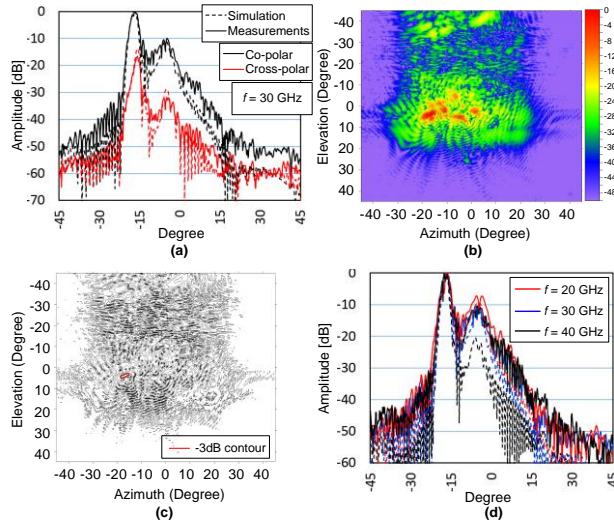 (a)
0
-10
-20
-30
-40
-50
-60
-70
Amplitude [dB]
-45
-30
-15
0
15
30
45
Degree
Simulation
Measurements
Co-polar
Cross-polar
f = 30 GHz
(a)
-40
-30
-20
-10
0
10
20
30
40
Elevation (Degree)
-40 -30 -20 -10 0 10 20 30 40
Azimuth (Degree)
0
-4
-8
-12
-16
-20
-24
-28
-32
-36
-40
-44
-48
(b)
-40
-30
-20
-10
0
10
20
30
40
Elevation (Degree)
-3dB contour
-40 -30 -20 -10 0 10 20 30 40
Azimuth (Degree)
(c)
0
-10
-20
-30
-40
-50
-60
Amplitude [dB]
f = 20 GHz
f = 30 GHz
f = 40 GHz
-45
-30
-15
0
15
30
45
Degree
(d)